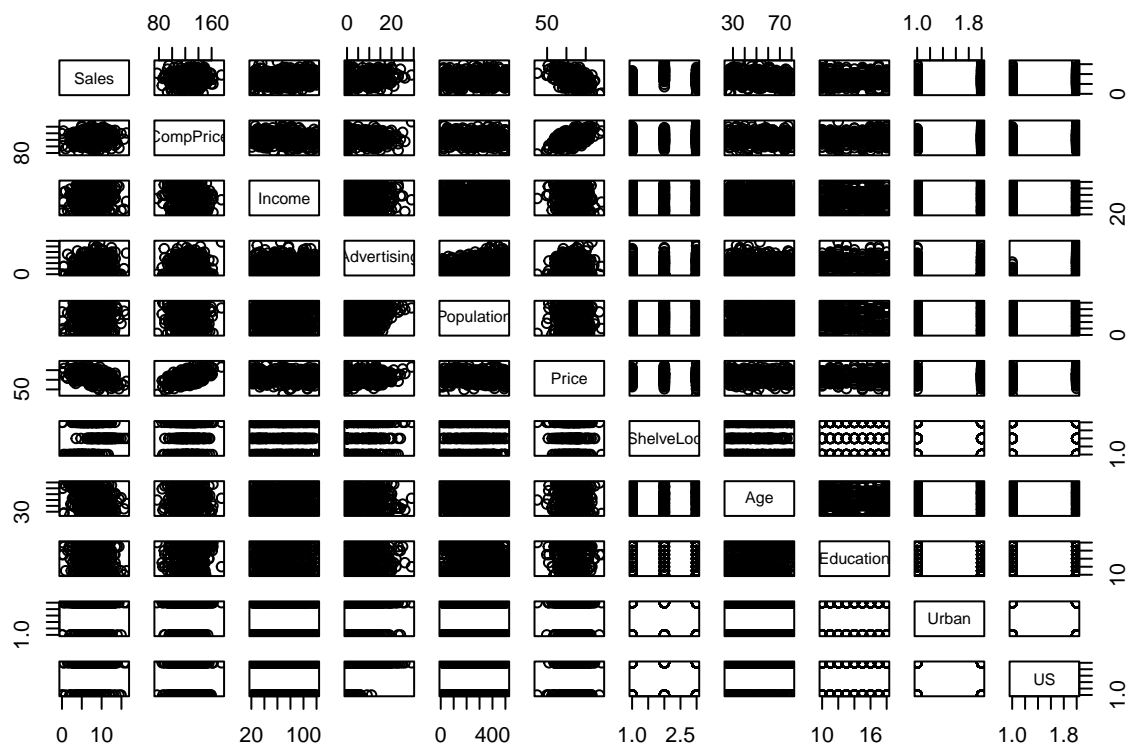 80 160 0 20 50 30 80 1.0 1.8
Sales 0
80 CompPrice
Income 20
0 Advertising
Population 0
50 Price
ShelveLoc 1.0
30 Age
Education 10
1.0 Urban
US 1.0
0 10 20 100 0 400 1.0 2.5 10 16 1.0 1.8